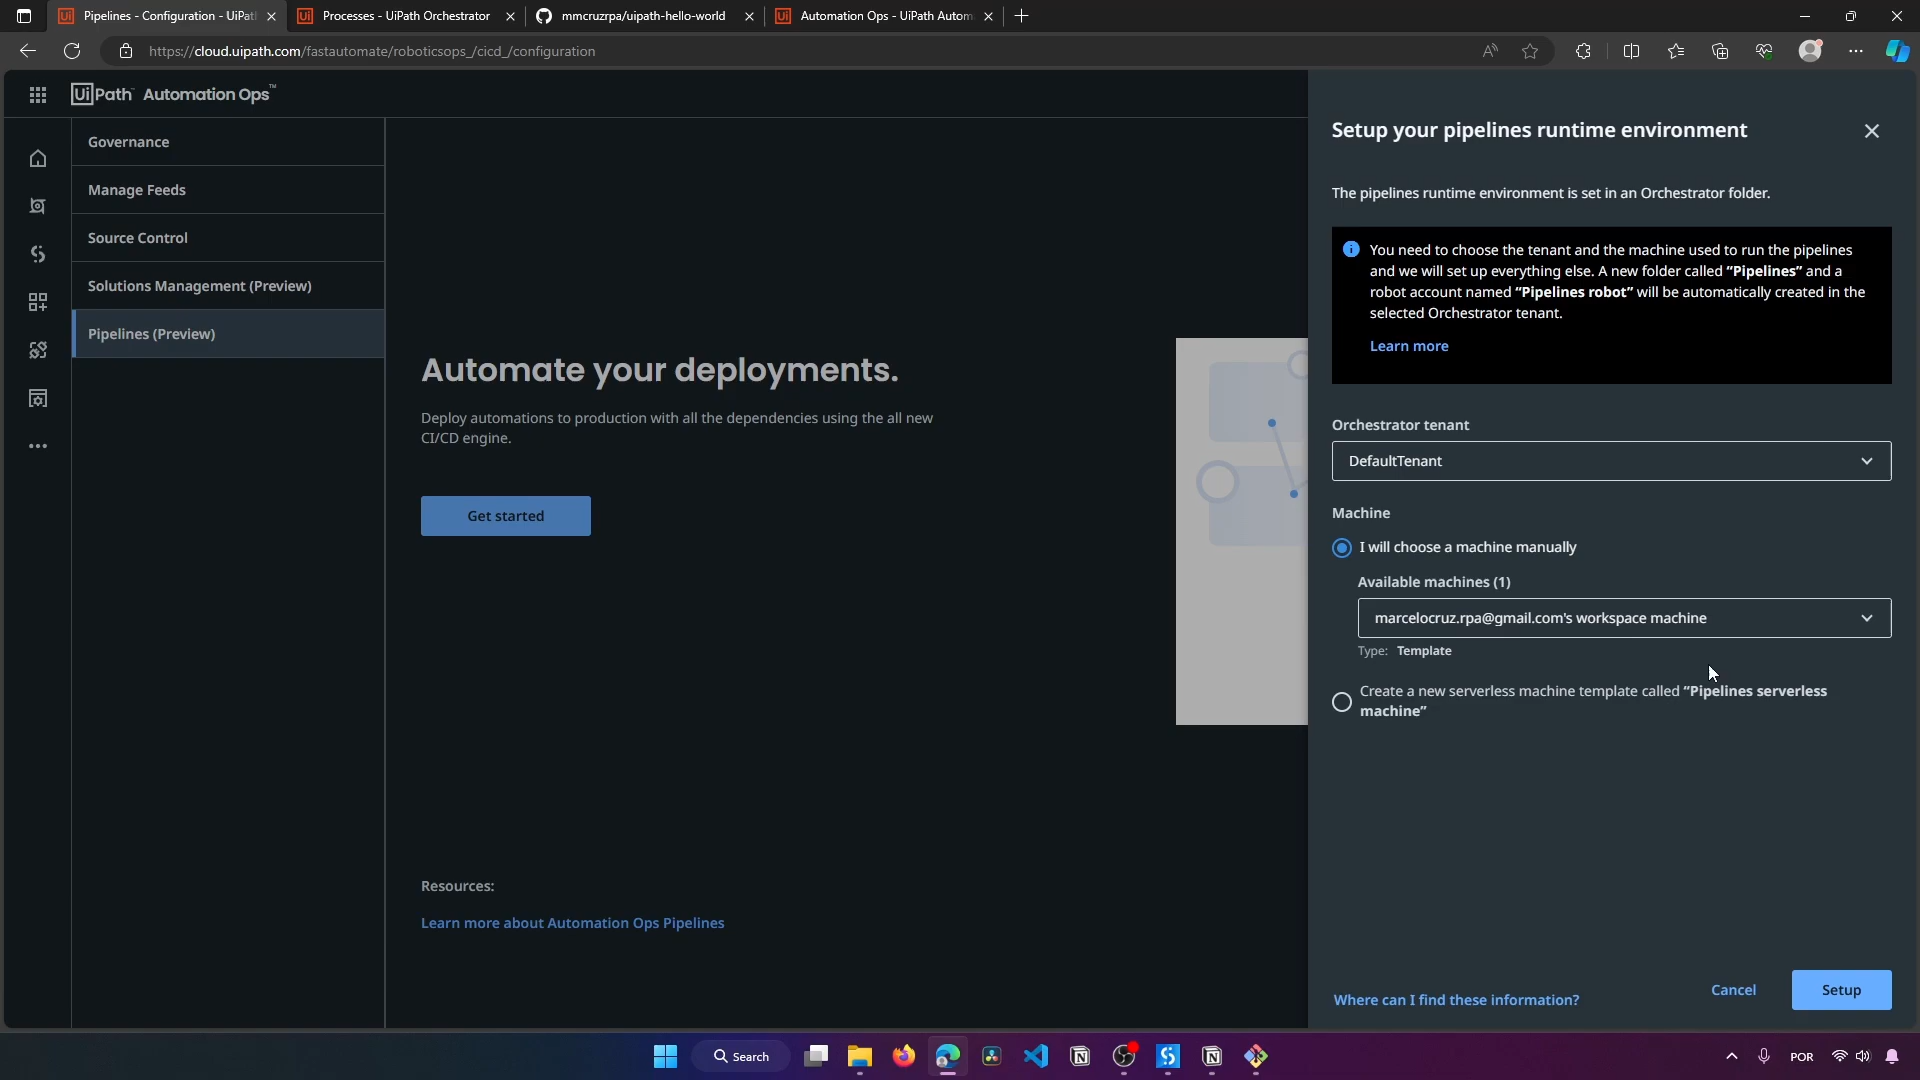 Pipelines - Configuration - UiPat
Processes - UiPath Orchestrator
mmcruzrpa/uipath-hello-world
Automation Ops - UiPath Autom
https://cloud.uipath.com/fastautomate/roboticsops_/cicd_/configuration
UiPath Automation Ops™
Governance
Manage Feeds
Source Control
Solutions Management (Preview)
Pipelines (Preview)
Automate your deployments.
Deploy automations to production with all the dependencies using the all new
CI/CD engine.
Get started
Resources:
Learn more about Automation Ops Pipelines
Setup your pipelines runtime environment
The pipelines runtime environment is set in an Orchestrator folder.
You need to choose the tenant and the machine used to run the pipelines
and we will set up everything else. A new folder called “Pipelines” and a
robot account named “Pipelines robot” will be automatically created in the
selected Orchestrator tenant.
Learn more
Orchestrator tenant
DefaultTenant
Machine
I will choose a machine manually
Available machines (1)
marcelocruz.rpa@gmail.com's workspace machine
Type: Template
Create a new serverless machine template called “Pipelines serverless
machine”
Where can I find these information?
Cancel
Setup
Search
POR